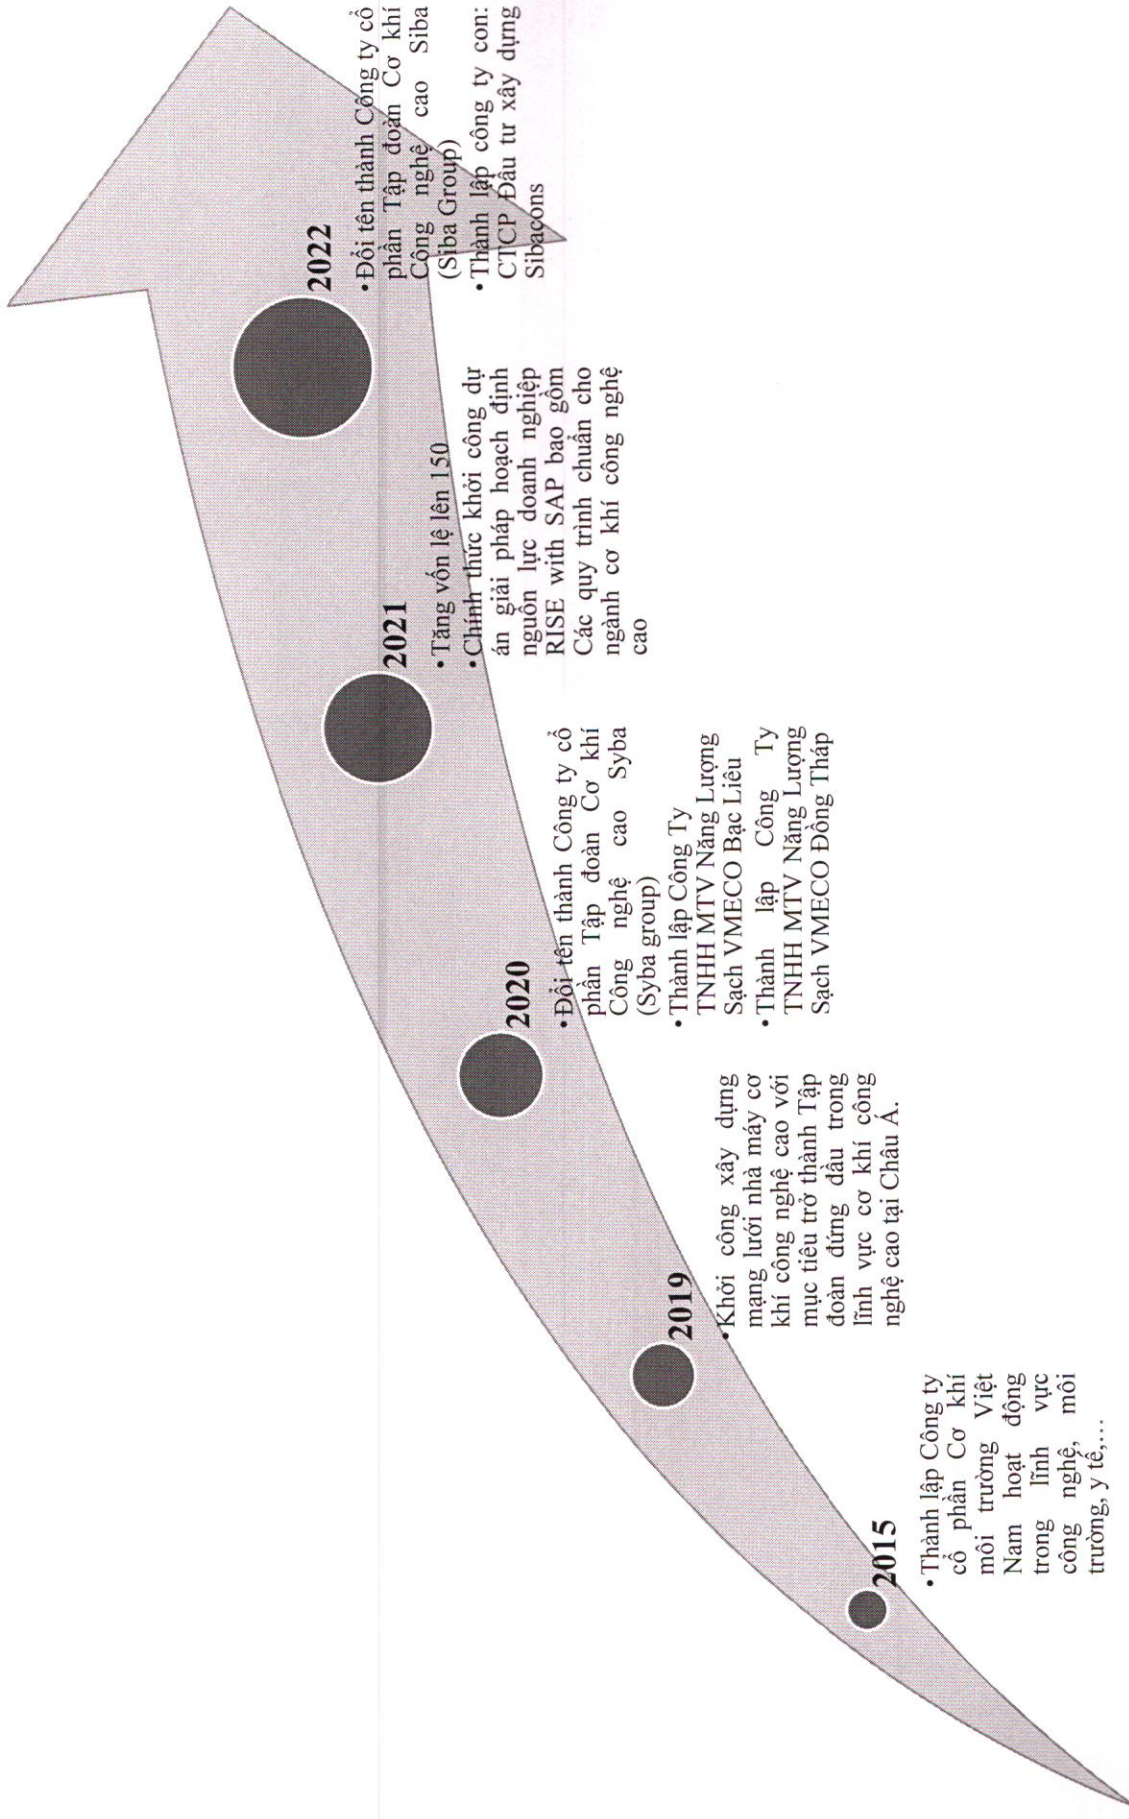 2015
•Thành lập Công ty
cổ phần Cơ khí
môi trường Việt
Nam hoạt động
trong lĩnh vực
công nghệ, môi
trường, y tế,…
2019
•Khởi công xây dựng
mạng lưới nhà máy cơ
khí công nghệ cao với
mục tiêu trở thành Tập
đoàn đứng đầu trong
lĩnh vực cơ khí công
nghệ cao tại Châu Á.
2020
•Đổi tên thành Công ty cổ
phần Tập đoàn Cơ khí
Công nghệ cao Syba
(Syba group)
•Thành lập Công Ty
TNHH MTV Năng Lượng
Sạch VMECO Bạc Liêu
•Thành lập Công Ty
TNHH MTV Năng Lượng
Sạch VMECO Đồng Tháp
2021
•Tăng vốn lệ lên 150
•Chính thức khởi công dự
án giải pháp hoạch định
nguồn lực doanh nghiệp
RISE with SAP bao gồm
Các quy trình chuẩn cho
ngành cơ khí công nghệ
cao
2022
•Đổi tên thành Công ty cổ
phần Tập đoàn Cơ khí
Công nghệ cao Siba
(Siba Group)
•Thành lập công ty con:
CTCP Đầu tư xây dựng
Sibacons